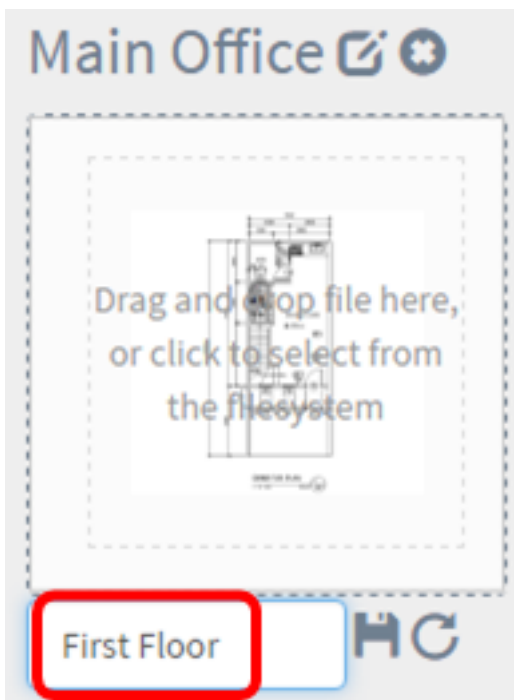 Main Office
Drag and drop file here,
or click to select from
the filesystem
First Floor